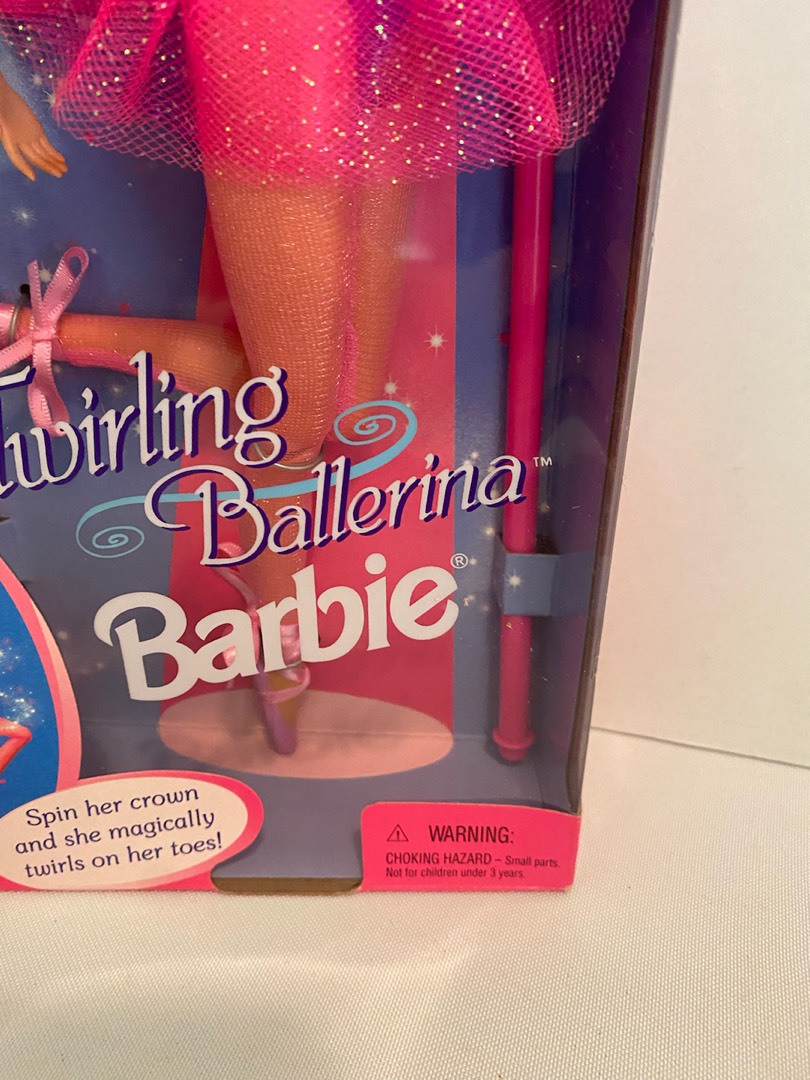 Twirling
Ballerina™
Barbie®
Spin her crown
and she magically
twirls on her toes!
⚠ WARNING:
CHOKING HAZARD – Small parts.
Not for children under 3 years.